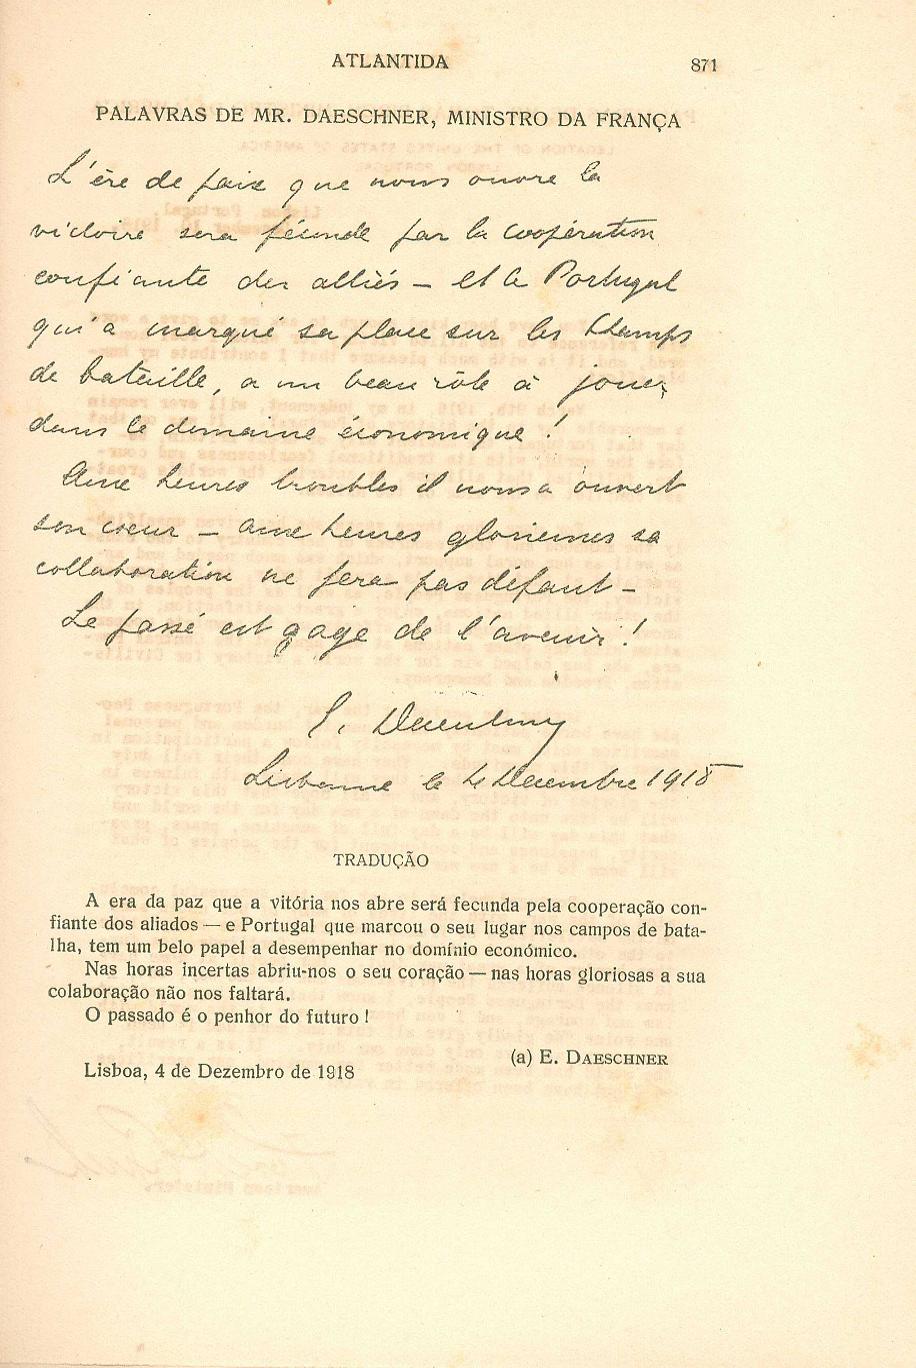 ATLANTIDA
871
PALAVRAS DE MR. DAESCHNER, MINISTRO DA FRANÇA
L'ère de paix que nous ouvre la
victoire sera féconde par la coopération
confiante des alliés — et le Portugal
qui a marqué sa place sur les champs
de bataille, a un beau rôle à jouer
dans le domaine économique !
Aux heures troubles il nous a ouvert
son coeur — aux heures glorieuses sa
collaboration ne fera pas défaut —
Le passé est gage de l'avenir !
E. Daeschner
Lisbonne le 4 Decembre 1918
TRADUÇÃO
A era da paz que a vitória nos abre será fecunda pela cooperação con-
fiante dos aliados — e Portugal que marcou o seu lugar nos campos de bata-
lha, tem um belo papel a desempenhar no domínio económico.
Nas horas incertas abriu-nos o seu coração — nas horas gloriosas a sua
colaboração não nos faltará.
O passado é o penhor do futuro !
(a) E. DAESCHNER
Lisboa, 4 de Dezembro de 1918